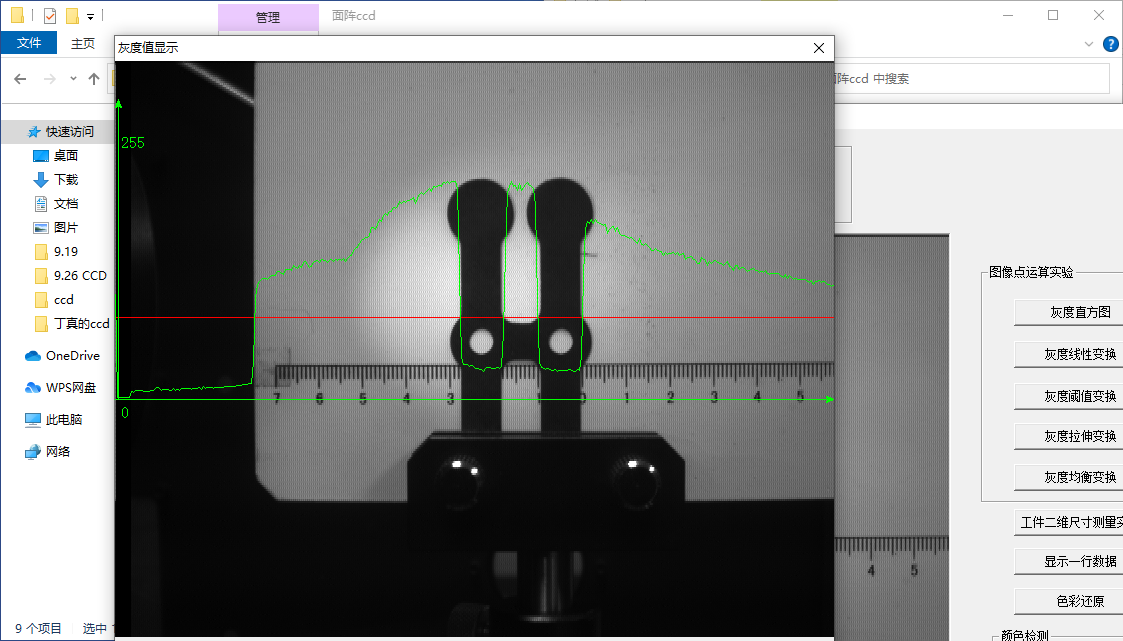 管理
面阵ccd
文件
主页
灰度值显示
阵ccd 中搜索
255
0
快速访问
桌面
下载
文档
图片
9.19
9.26 CCD
ccd
丁真的ccd
OneDrive
WPS网盘
此电脑
网络
7 6 5 4 3 1 0 1 2 3 4 5
4 5
图像点运算实验
灰度直方图
灰度线性变换
灰度阈值变换
灰度拉伸变换
灰度均衡变换
工件二维尺寸测量实
显示一行数据
色彩还原
颜色检测
9 个项目
选中 1